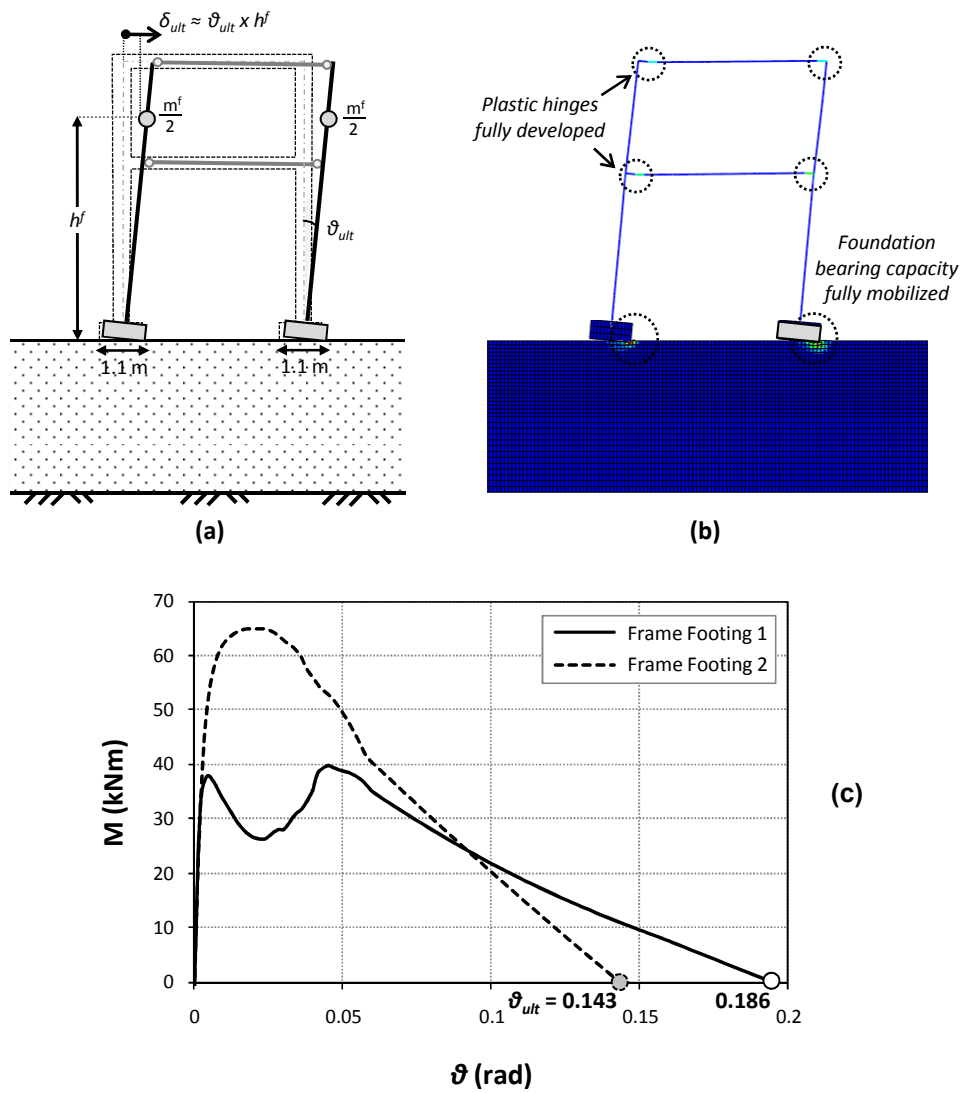 δult ≈ ϑult x hᶠ
mᶠ
2
mᶠ
2
hᶠ
ϑult
1.1 m
1.1 m
(a)
Plastic hinges
fully developed
Foundation
bearing capacity
fully mobilized
(b)
70
60
50
40
30
20
10
0
M (kNm)
Frame Footing 1
Frame Footing 2
(c)
ϑult = 0.143
0.186
0
0.05
0.1
0.15
0.2
ϑ (rad)